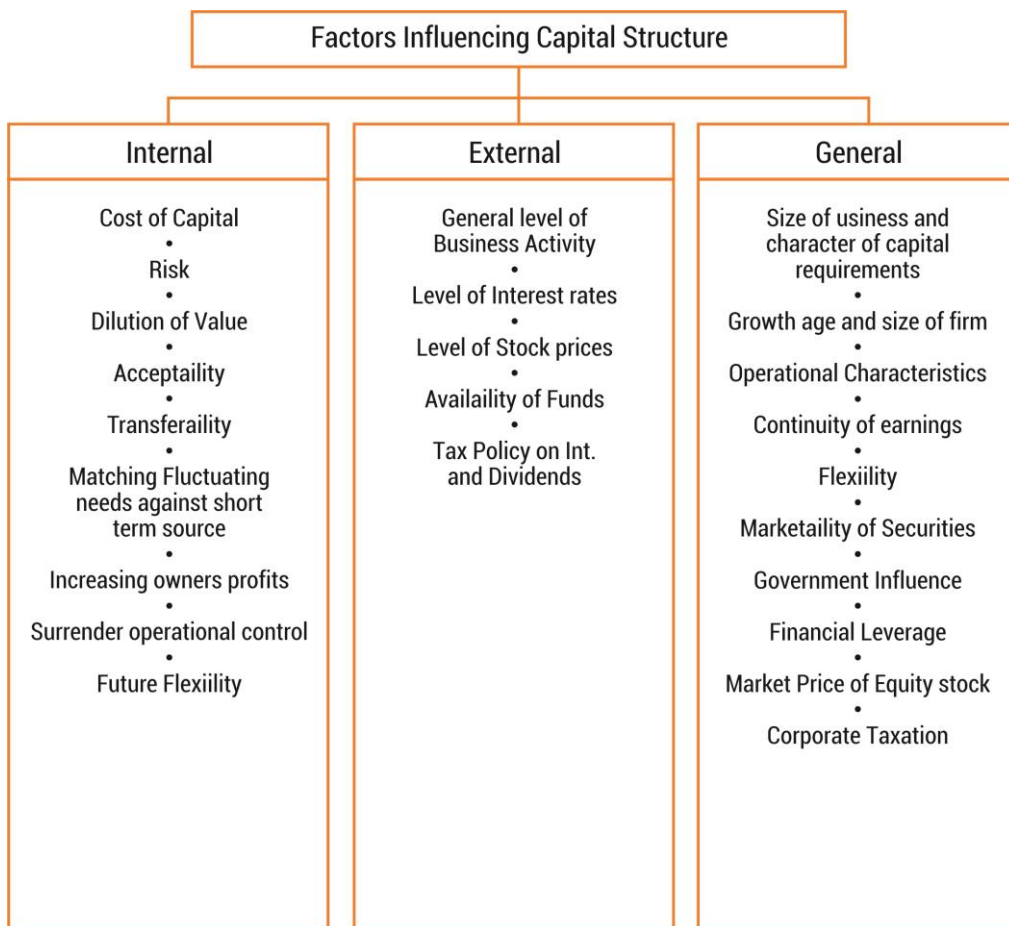 Factors Influencing Capital Structure
Internal
Cost of Capital
•
Risk
•
Dilution of Value
•
Acceptaility
•
Transferaility
•
Matching Fluctuating
needs against short
term source
•
Increasing owners profits
•
Surrender operational control
•
Future Flexiility
External
General level of
Business Activity
•
Level of Interest rates
•
Level of Stock prices
•
Availaility of Funds
•
Tax Policy on Int.
and Dividends
General
Size of usiness and
character of capital
requirements
•
Growth age and size of firm
•
Operational Characteristics
•
Continuity of earnings
•
Flexiility
•
Marketaility of Securities
•
Government Influence
•
Financial Leverage
•
Market Price of Equity stock
•
Corporate Taxation